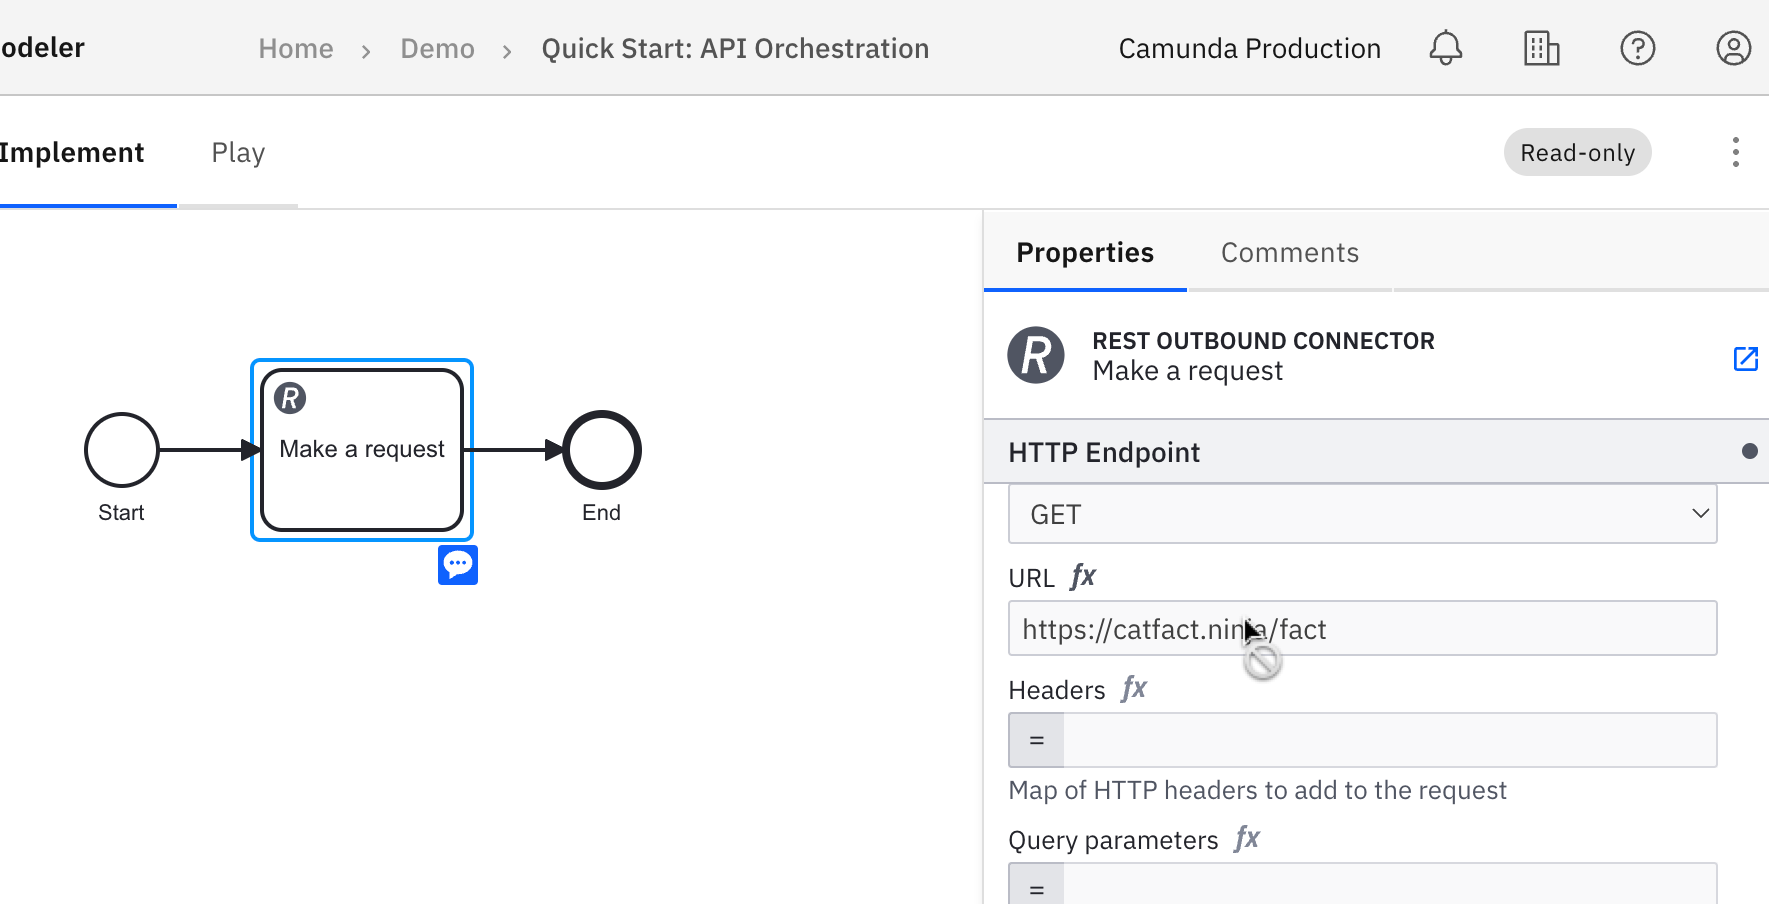 odeler
Home > Demo > Quick Start: API Orchestration
Camunda Production
Implement
Play
Read-only
Properties
Comments
R
REST OUTBOUND CONNECTOR
Make a request
R
Make a request
Start
End
HTTP Endpoint
GET
URL fx
https://catfact.ninja/fact
Headers fx
=
Map of HTTP headers to add to the request
Query parameters fx
=